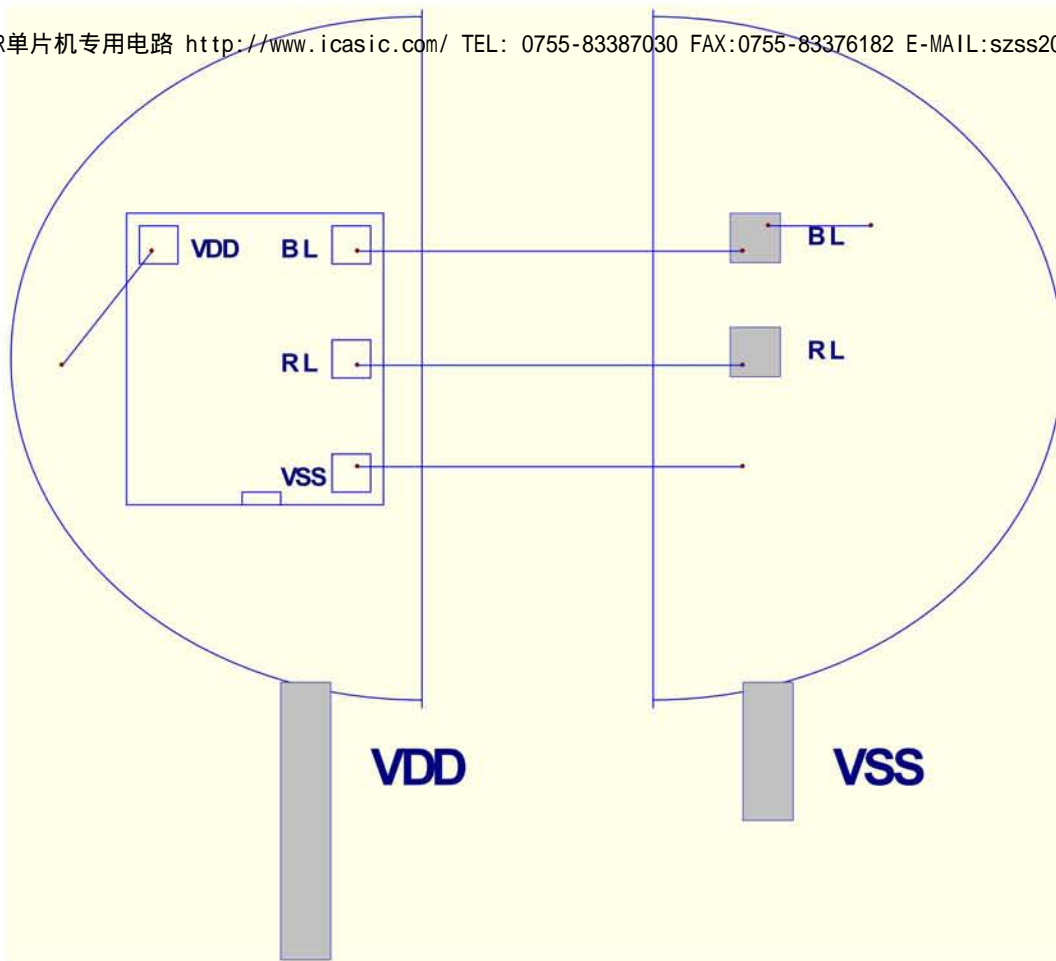 R单片机专用电路 http://www.icasic.com/ TEL: 0755-83387030 FAX:0755-83376182 E-MAIL:szss20
VDD BL BL
RL RL
VSS
VDD VSS